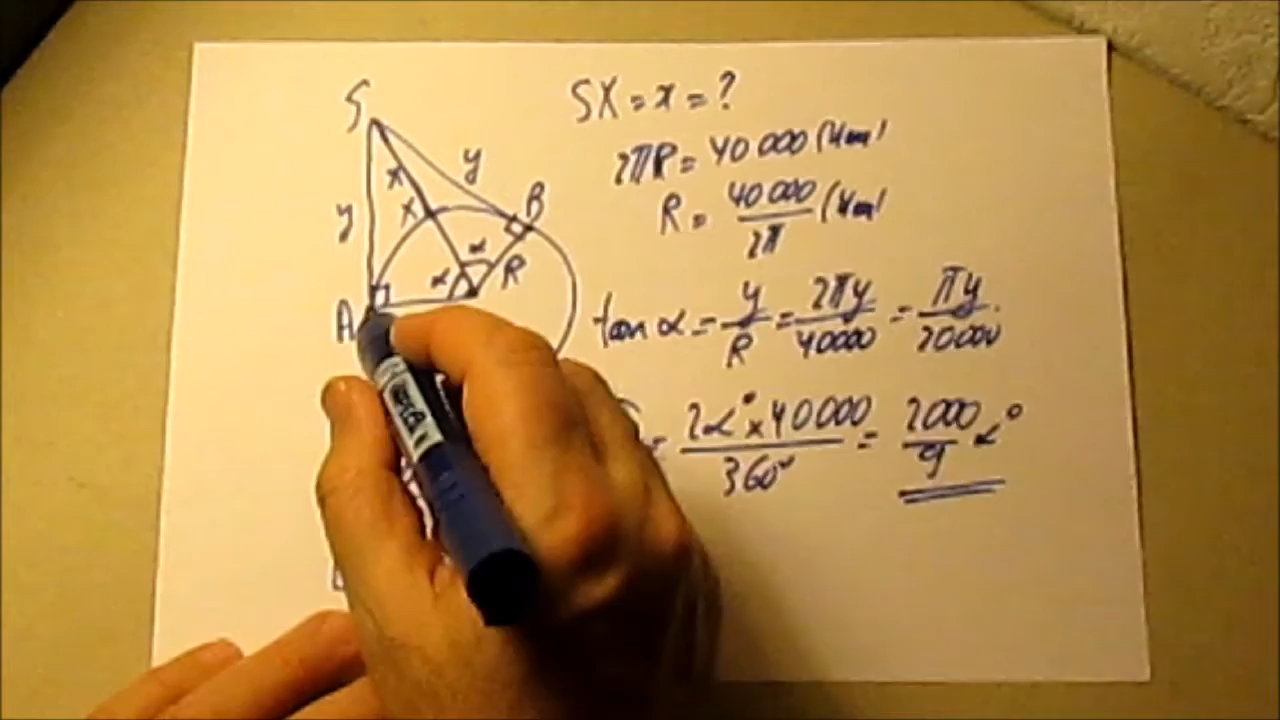 S
SX = x = ?
y
2πR = 40 000 (km)
x
B
x
R = 40 000 / 2π (km)
y
α
α
R
A
tan α = y / R = 2πy / 40000 = πy / 20000.
= 2α° × 40000 / 360° = 2000 / 9 α°